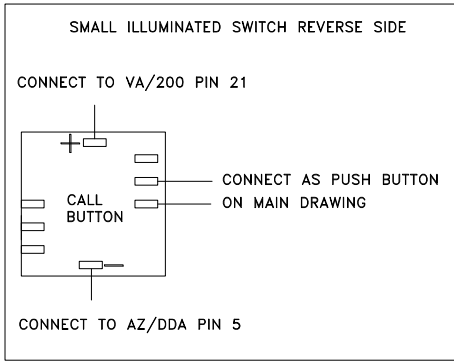 SMALL ILLUMINATED SWITCH REVERSE SIDE
CONNECT TO VA/200 PIN 21
+
CALL
BUTTON
CONNECT AS PUSH BUTTON
ON MAIN DRAWING
—
CONNECT TO AZ/DDA PIN 5